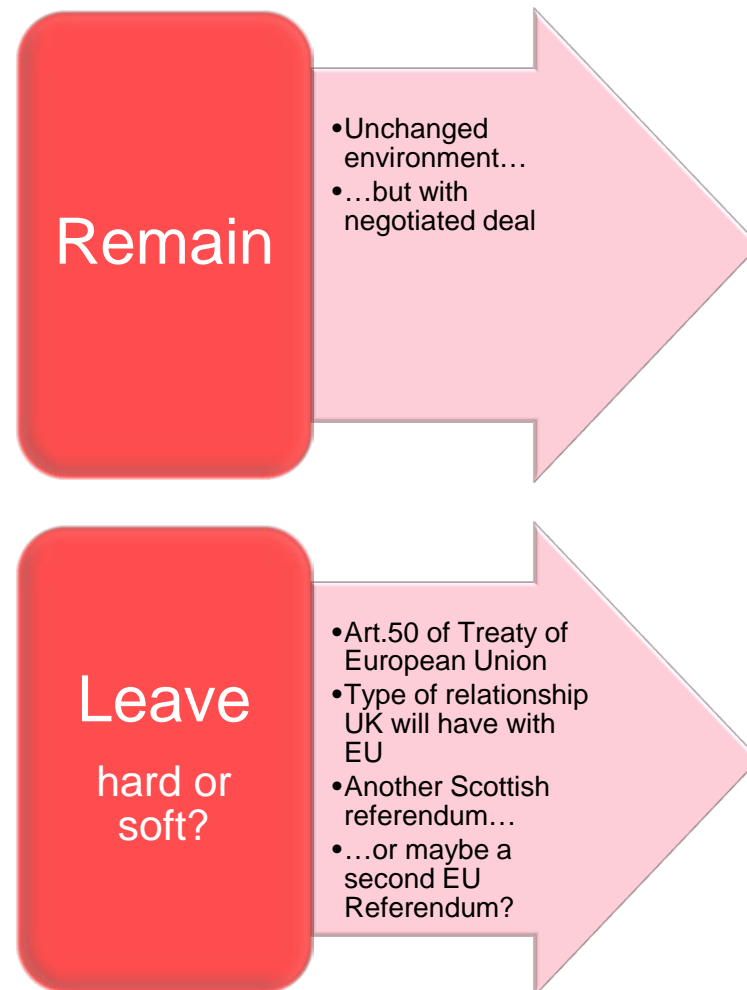 Remain
•Unchanged
environment…
•…but with
negotiated deal
Leave
hard or
soft?
•Art.50 of Treaty of
European Union
•Type of relationship
UK will have with
EU
•Another Scottish
referendum…
•…or maybe a
second EU
Referendum?